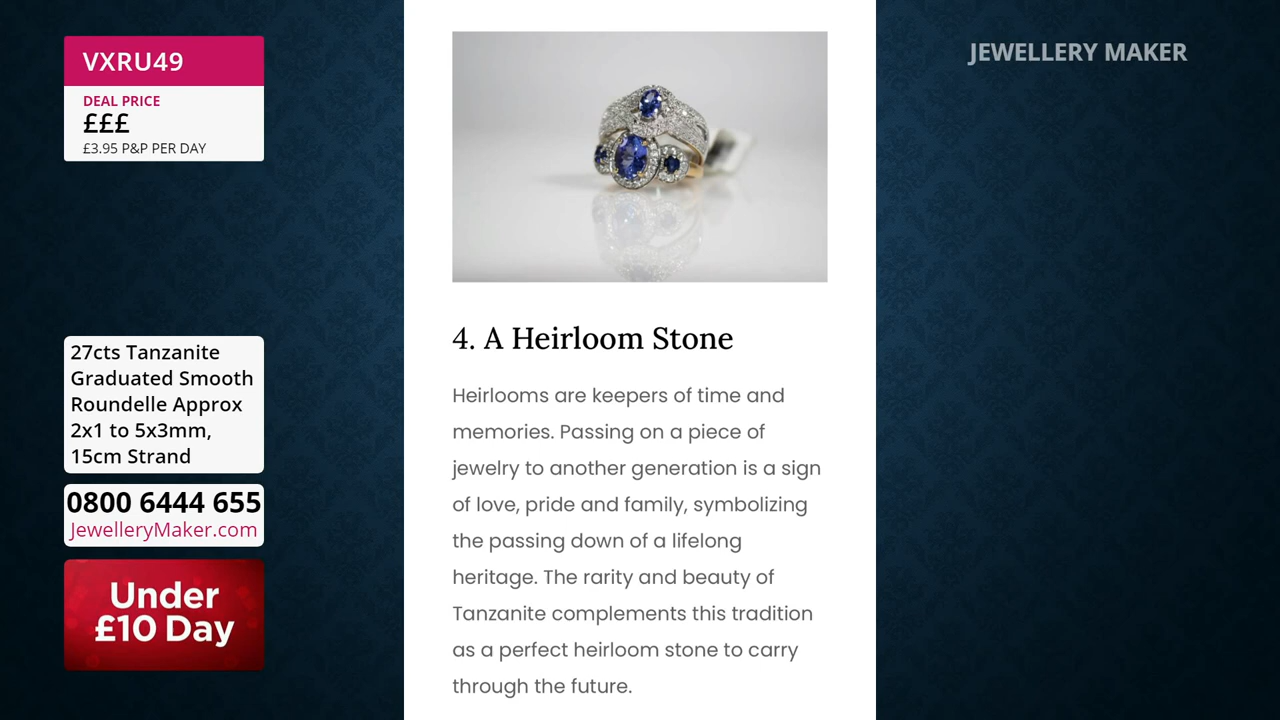 VXRU49
DEAL PRICE
£££
£3.95 P&P PER DAY
27cts Tanzanite
Graduated Smooth
Roundelle Approx
2x1 to 5x3mm,
15cm Strand
0800 6444 655
JewelleryMaker.com
Under
£10 Day
4. A Heirloom Stone
Heirlooms are keepers of time and
memories. Passing on a piece of
jewelry to another generation is a sign
of love, pride and family, symbolizing
the passing down of a lifelong
heritage. The rarity and beauty of
Tanzanite complements this tradition
as a perfect heirloom stone to carry
through the future.
JEWELLERY MAKER